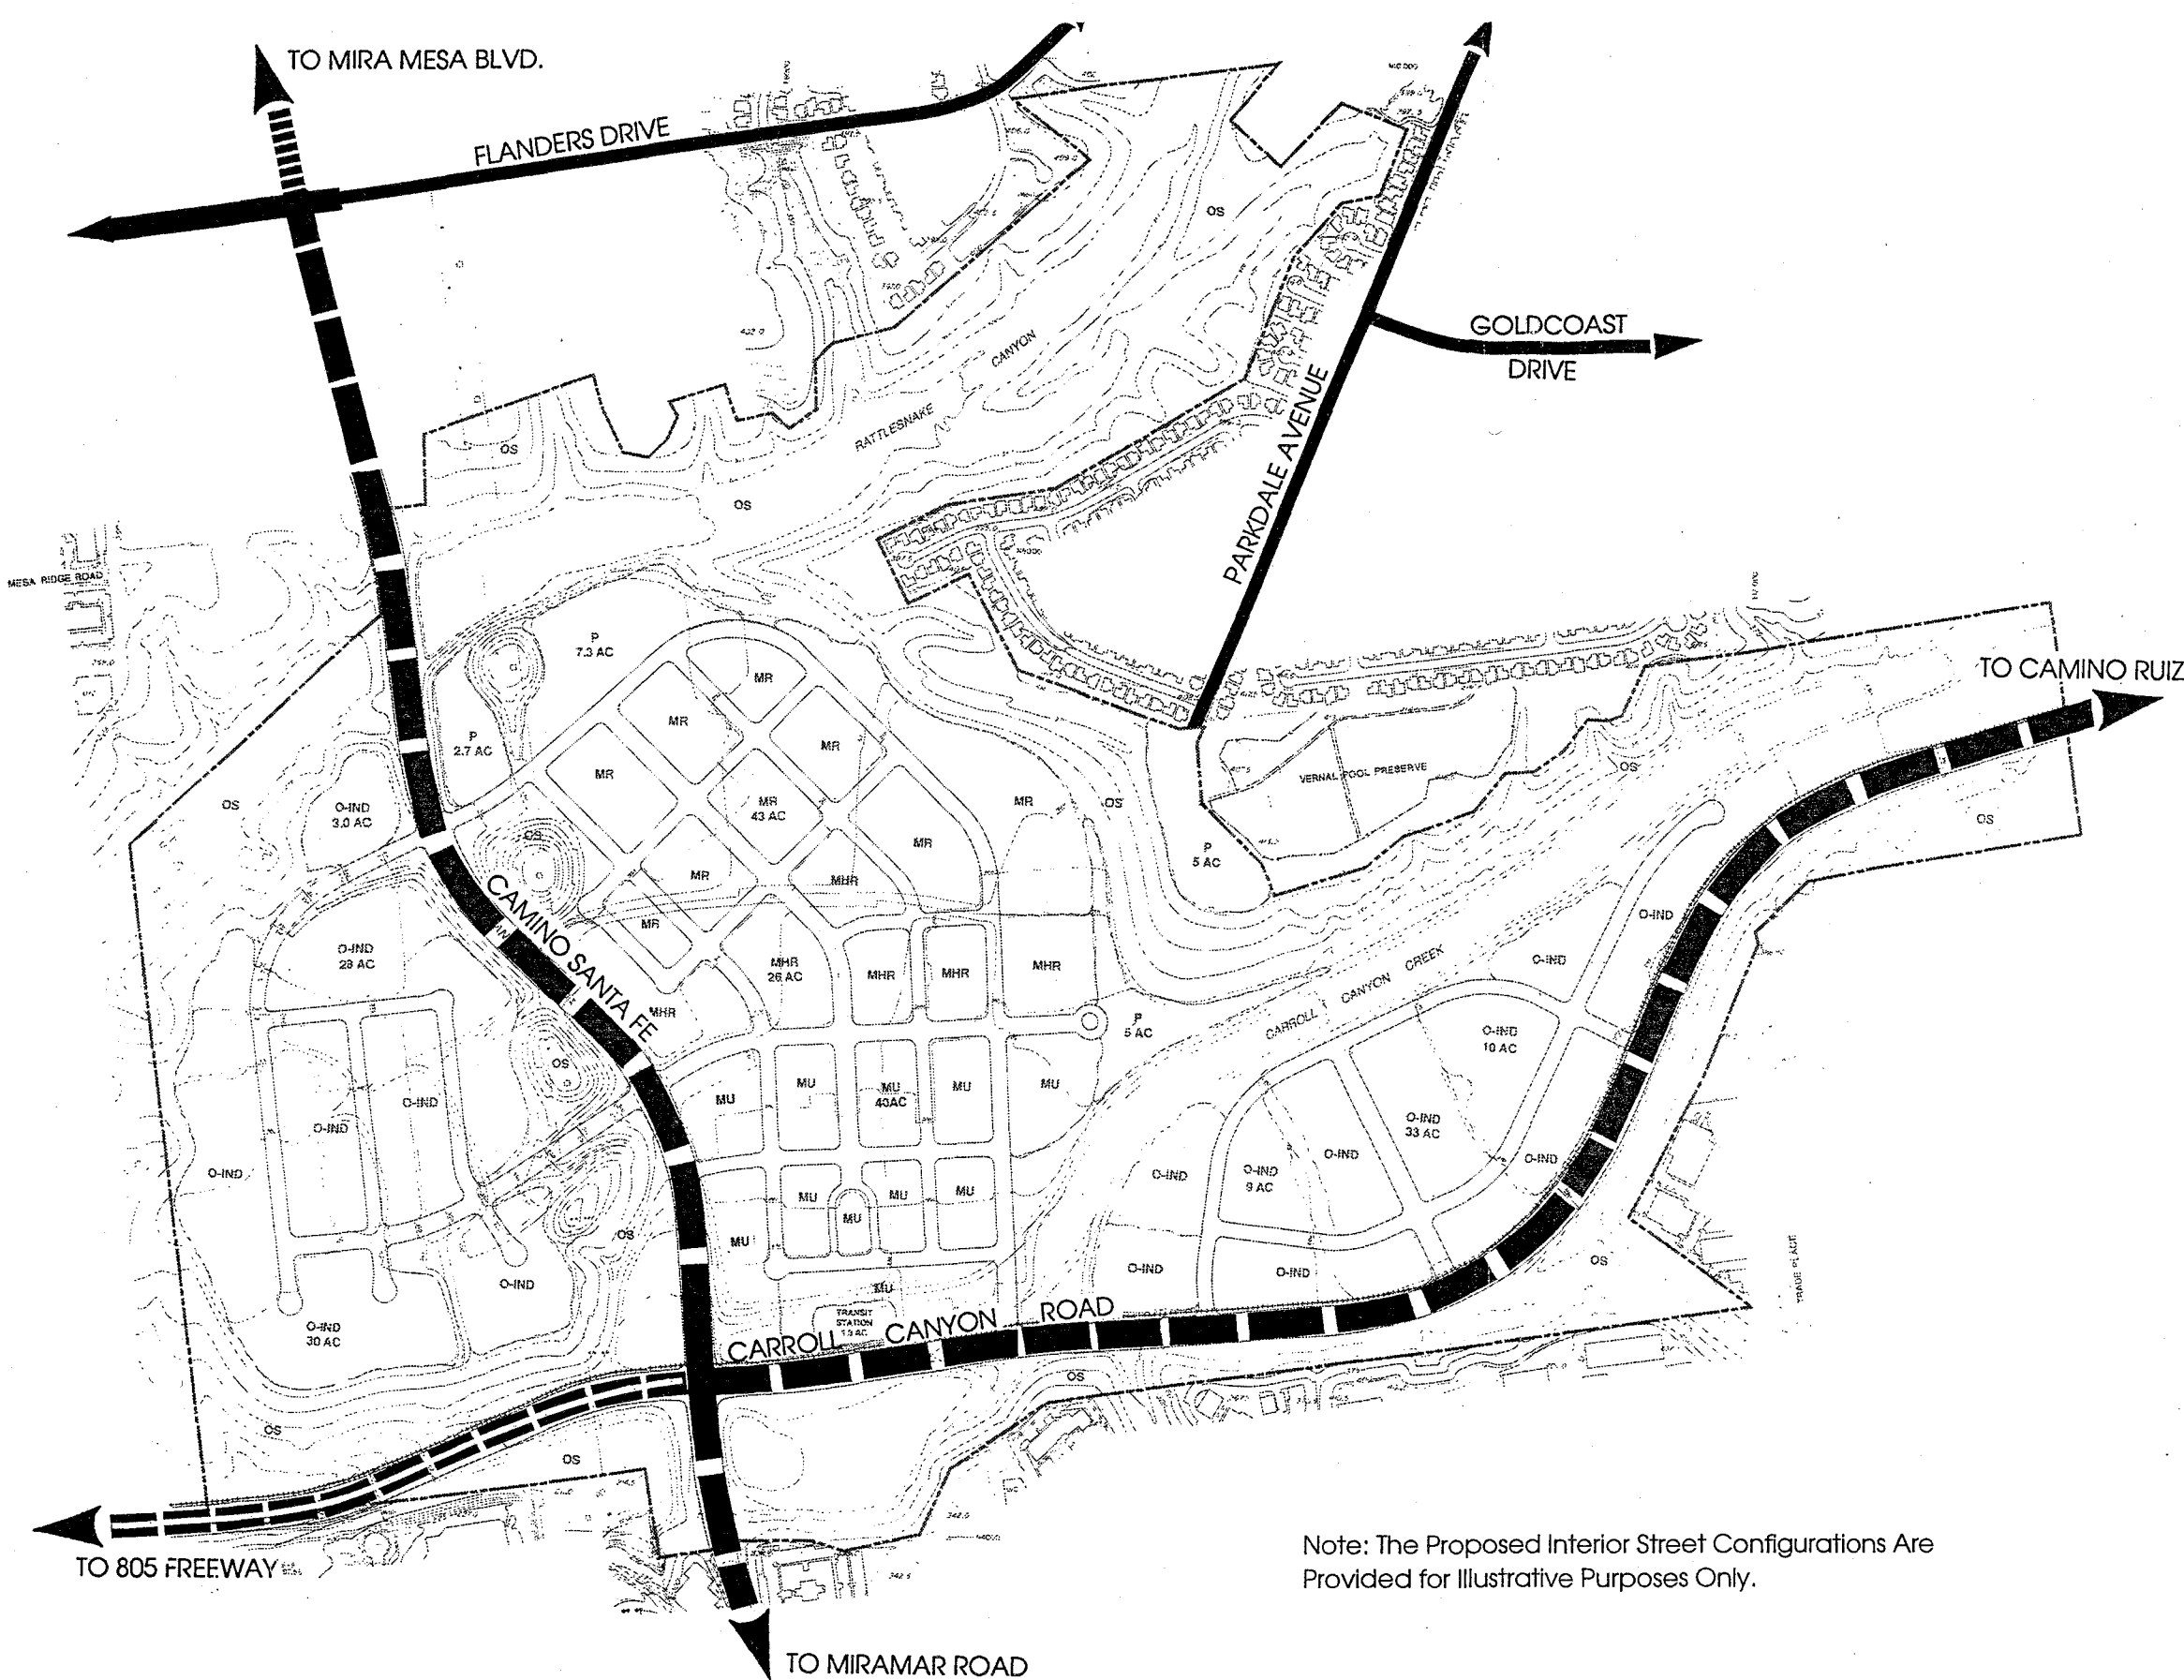 TO MIRA MESA BLVD.
FLANDERS DRIVE
OS
GOLDCOAST
DRIVE
CANYON
RATTLESNAKE
PARKDALE AVENUE
OS
OS
MESA RIDGE ROAD
P
7.3 AC
TO CAMINO RUIZ
MR
MR
P
2.7 AC
MR
MR
VERNAL POOL PRESERVE
OS
OS
O-IND
3.0 AC
MR
43 AC
MR
OS
OS
OS
MR
P
5 AC
MR
MHR
CAMINO SANTA FE
MR
O-IND
O-IND
28 AC
MHR
26 AC
MHR
MHR
MHR
O-IND
CARROLL CANYON CREEK
MHR
P
5 AC
O-IND
10 AC
OS
MU
MU
MU
MU
MU
O-IND
O-IND
O-IND
33 AC
O-IND
O-IND
O-IND
O-IND
O-IND
9 AC
MU
MU
MU
MU
OS
MU
O-IND
O-IND
O-IND
OS
MU
TRADE PLACE
O-IND
30 AC
TRANSIT
STATION
CARROLL CANYON ROAD
OS
OS
OS
TO 805 FREEWAY
Note: The Proposed Interior Street Configurations Are
Provided for Illustrative Purposes Only.
TO MIRAMAR ROAD